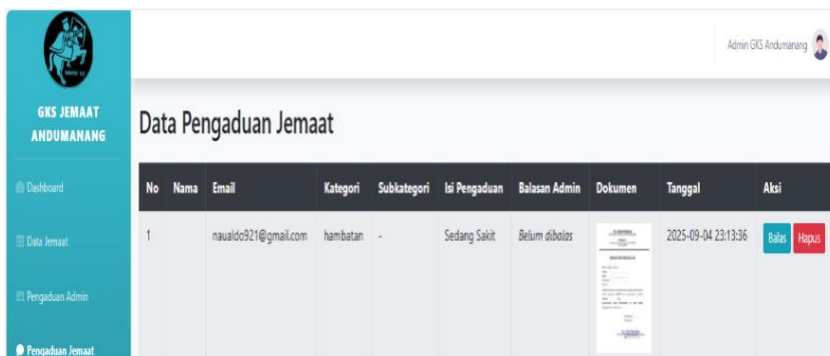 Admin GKS Andumanang
GKS JEMAAT
ANDUMANANG
Data Pengaduan Jemaat
Dashboard
Data Jemaat
Pengaduan Admin
Pengaduan Jemaat
No Nama Email Kategori Subkategori Isi Pengaduan Balasan Admin Dokumen Tanggal Aksi
1 naualdo921@gmail.com hambatan - Sedang Sakit Belum dibalas 2025-09-04 23:13:36 Balas Hapus